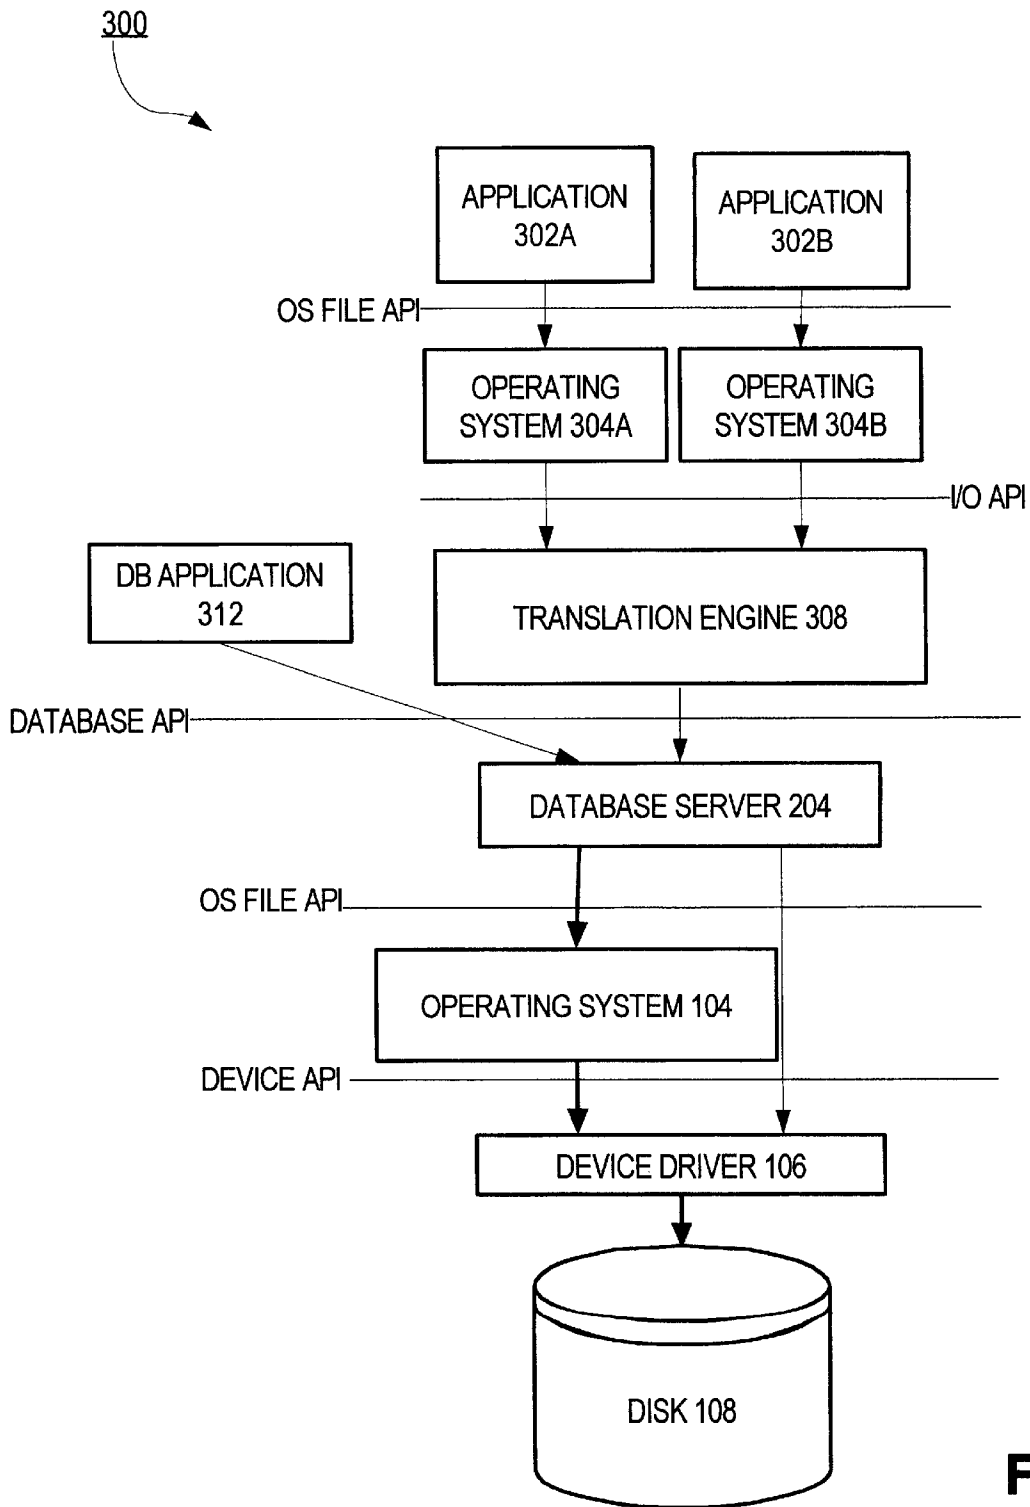 300
APPLICATION
302A
APPLICATION
302B
OS FILE API
OPERATING
SYSTEM 304A
OPERATING
SYSTEM 304B
I/O API
DB APPLICATION
312
TRANSLATION ENGINE 308
DATABASE API
DATABASE SERVER 204
OS FILE API
OPERATING SYSTEM 104
DEVICE API
DEVICE DRIVER 106
DISK 108